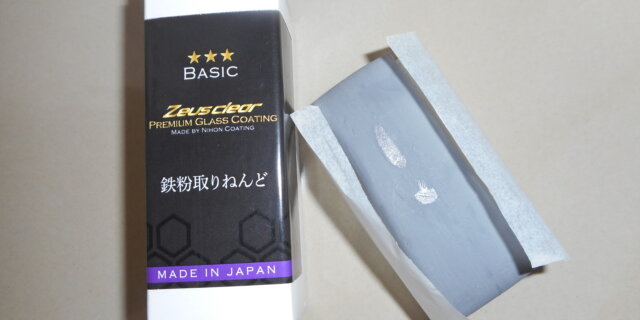 BASIC
Zeus clear
PREMIUM GLASS COATING
MADE BY NIHON COATING
鉄粉取りねんど
MADE IN JAPAN